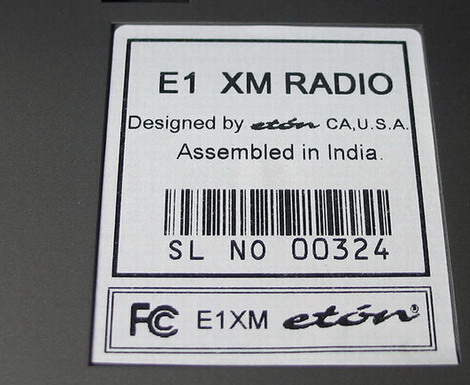 E1 XM RADIO
Designed by etón CA,U.S.A.
Assembled in India.
SL NO 00324
FC E1XM etón